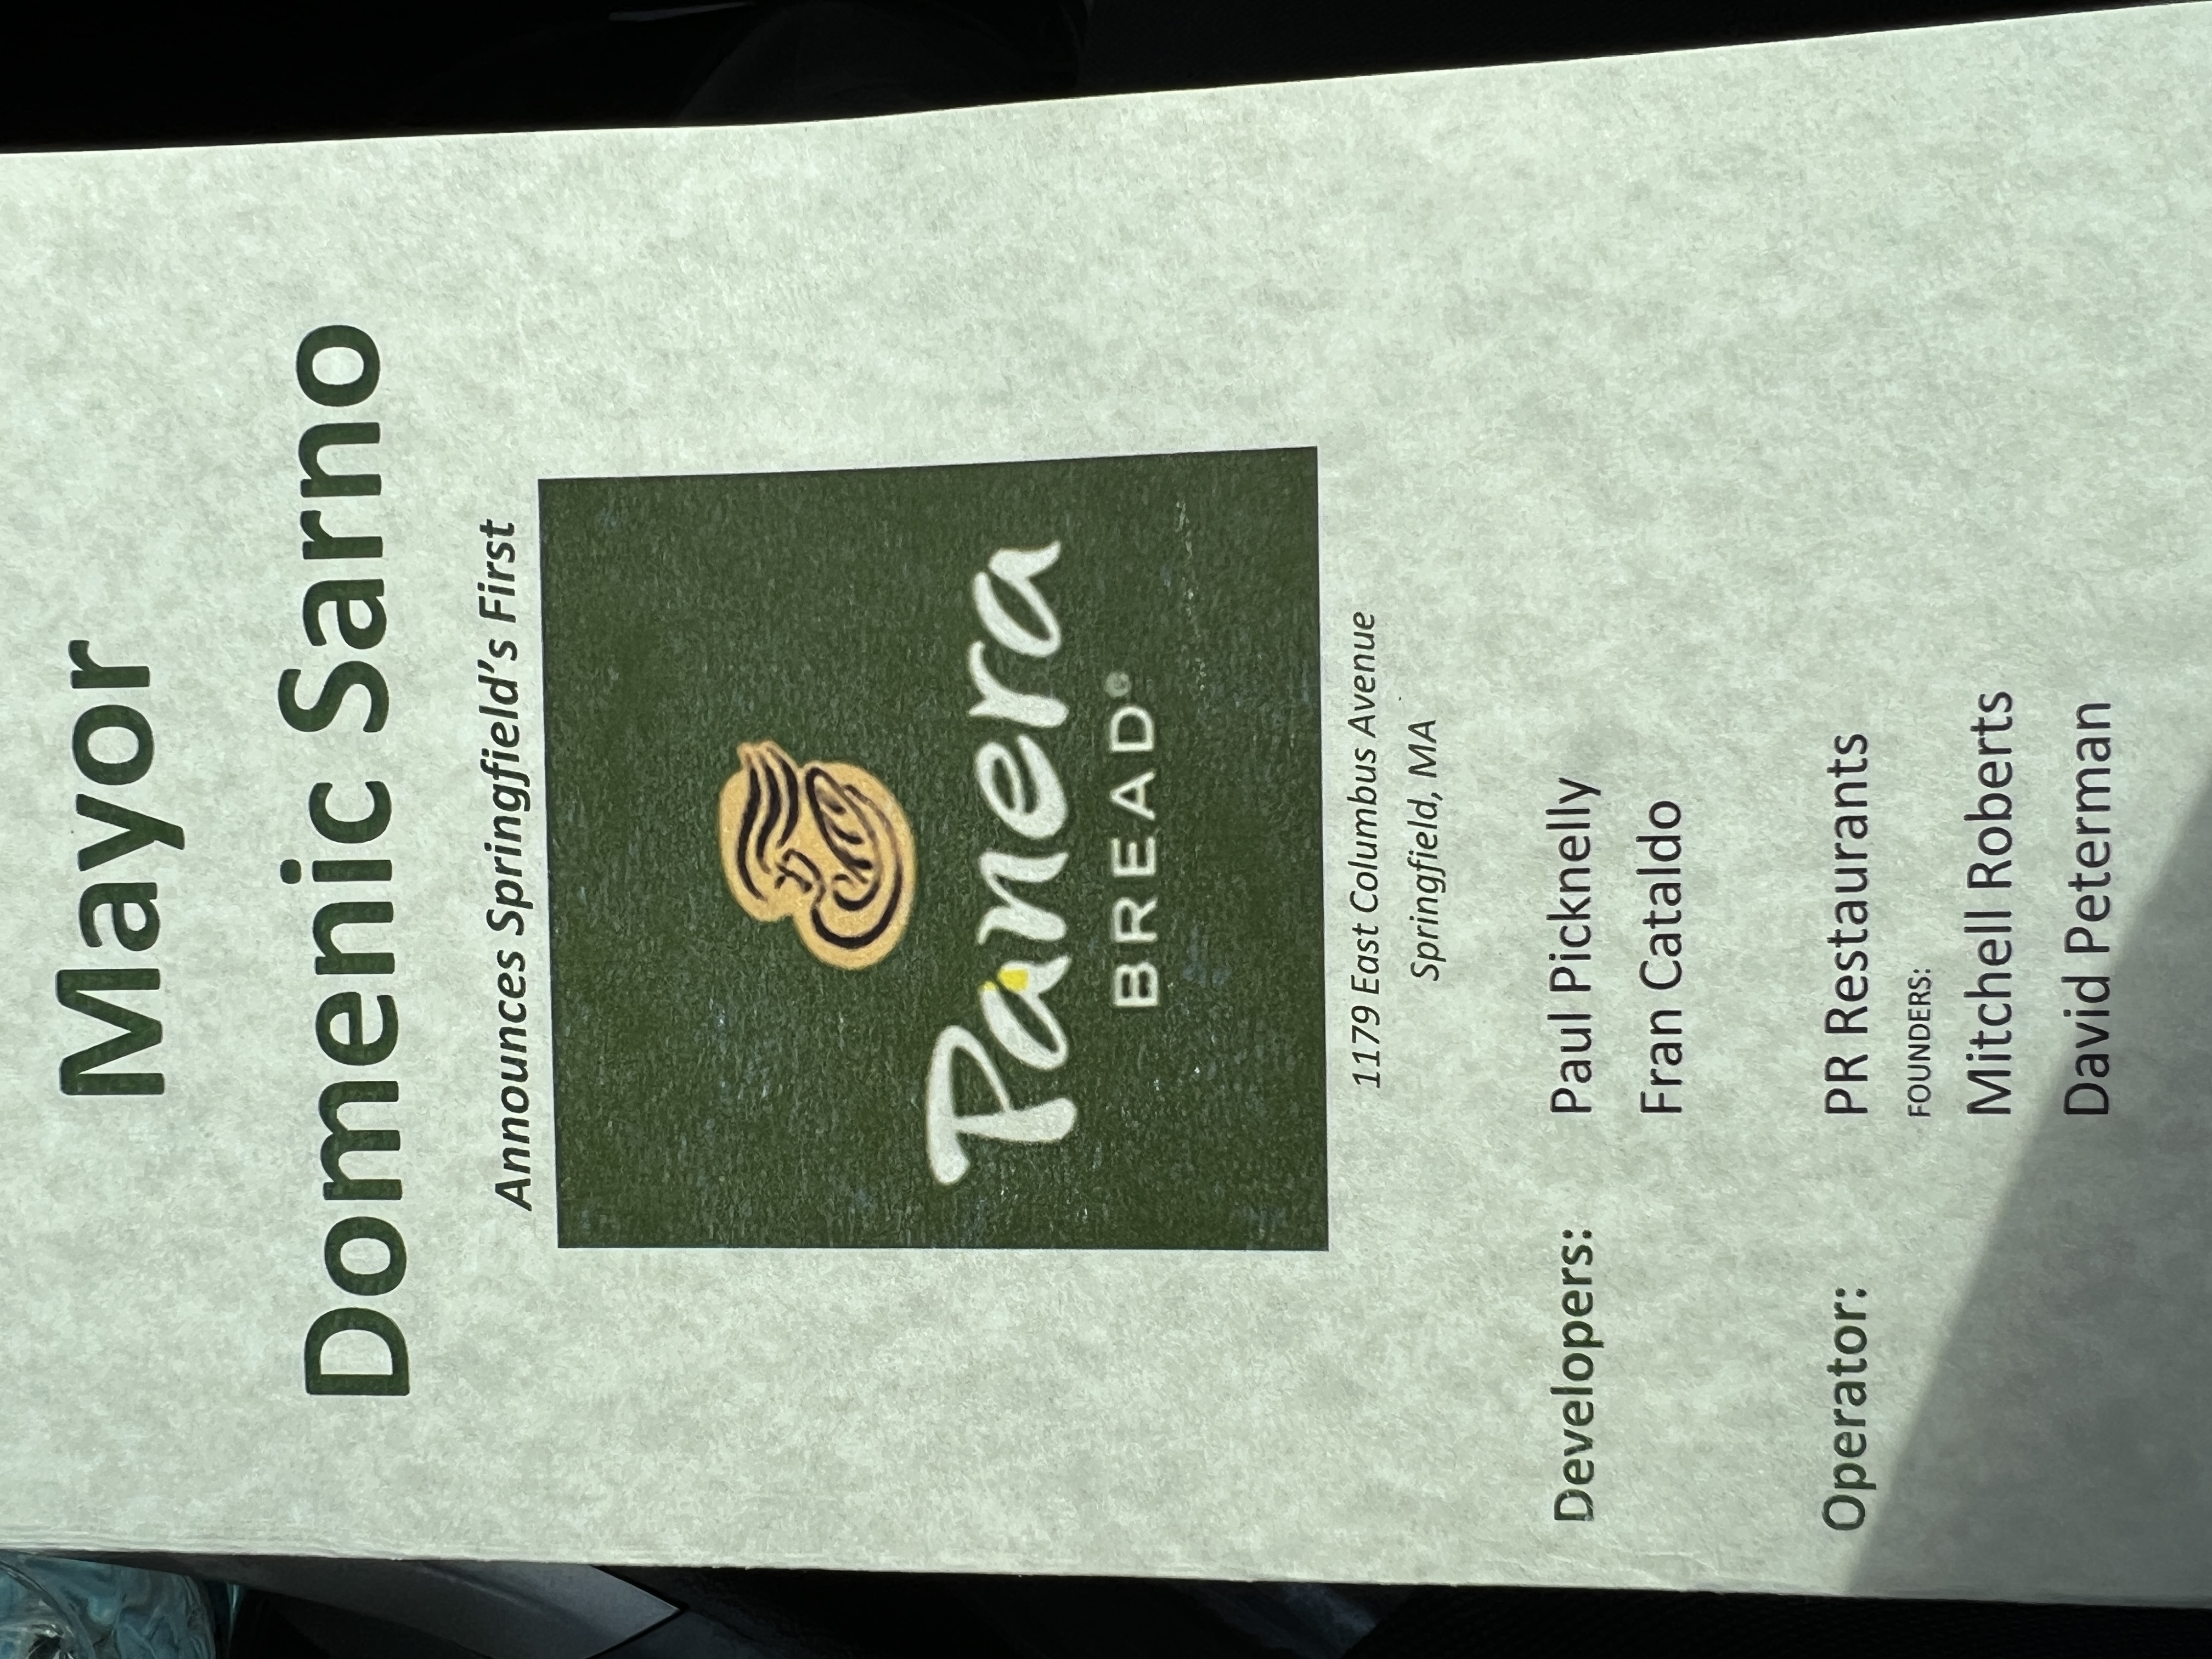 Mayor
Domenic Sarno
Announces Springfield's First
Panera
BREAD®
1179 East Columbus Avenue
Springfield, MA
Developers: Paul Picknelly
Fran Cataldo
Operator: PR Restaurants
FOUNDERS:
Mitchell Roberts
David Peterman